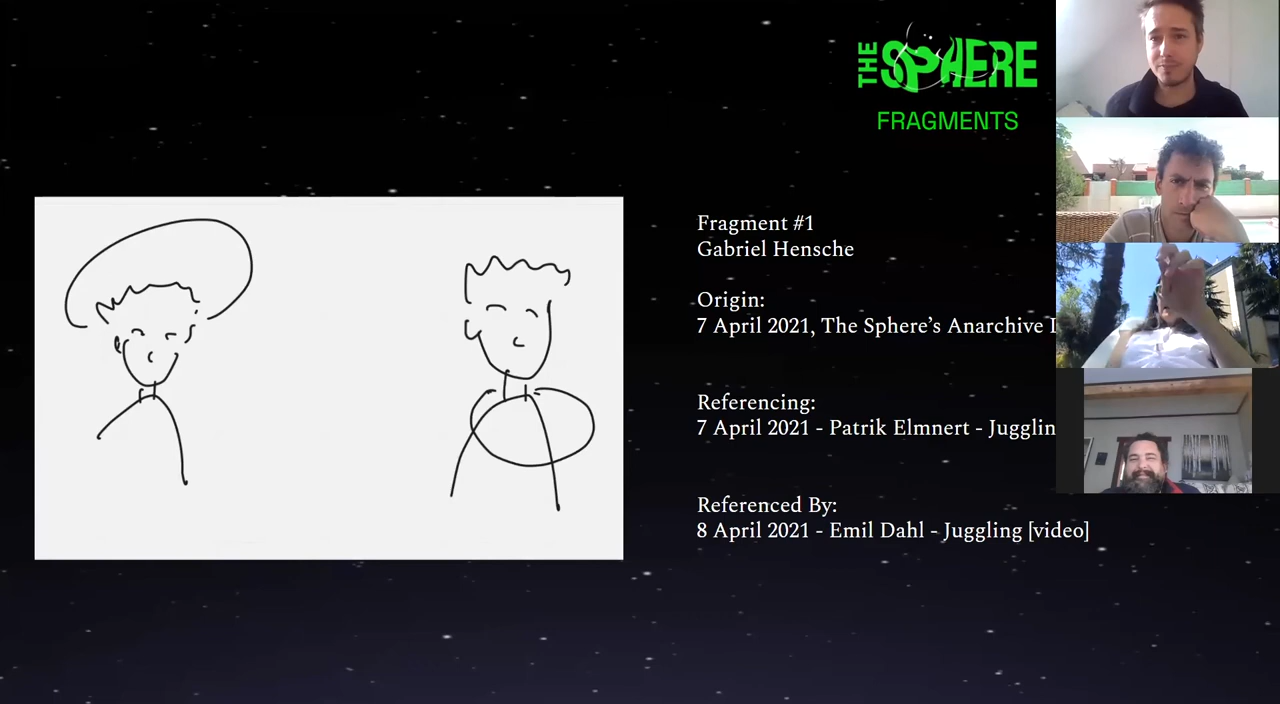 THE SPHERE
FRAGMENTS
Fragment #1
Gabriel Hensche
Origin:
7 April 2021, The Sphere’s Anarchive
Referencing:
7 April 2021 - Patrik Elmnert -
Referenced By:
8 April 2021 - Emil Dahl - Juggling [video]